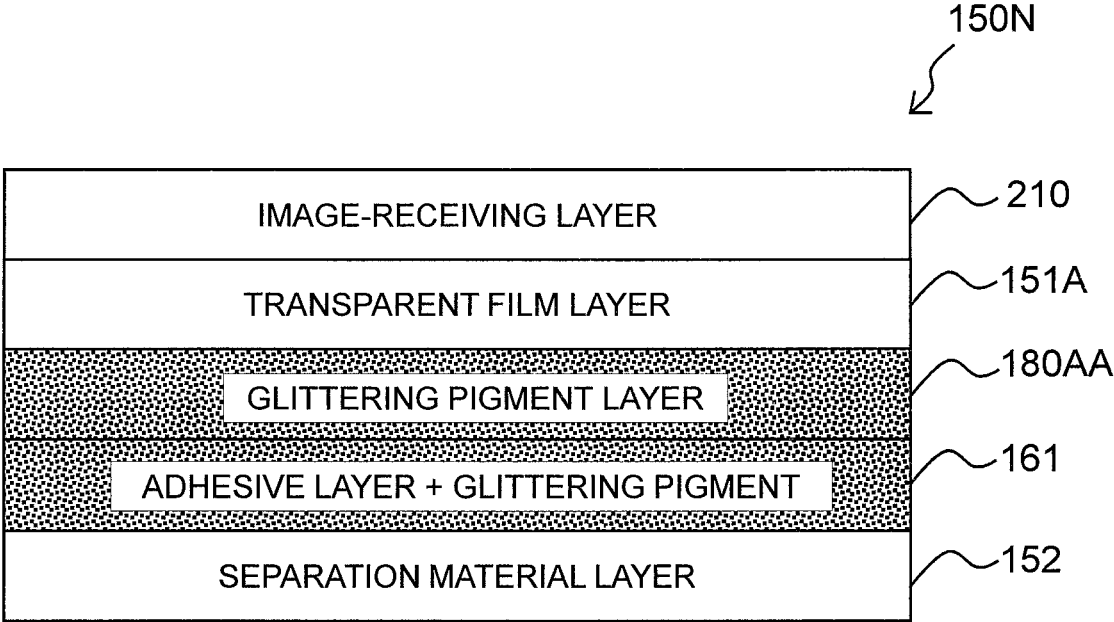 150N
IMAGE-RECEIVING LAYER
210
TRANSPARENT FILM LAYER
151A
GLITTERING PIGMENT LAYER
180AA
ADHESIVE LAYER + GLITTERING PIGMENT
161
SEPARATION MATERIAL LAYER
152